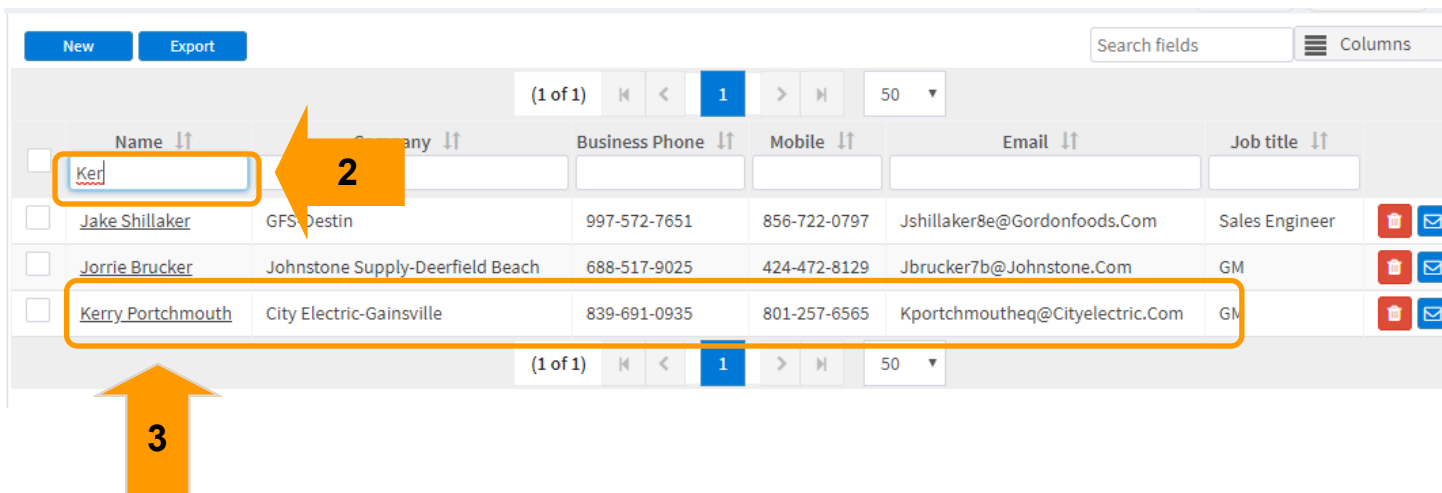 New Export Search fields Columns
(1 of 1) 1 50
Name Company Business Phone Mobile Email Job title
Ker 2
Jake Shillaker GFS-Destin 997-572-7651 856-722-0797 Jshillaker8e@Gordonfoods.Com Sales Engineer
Jorrie Brucker Johnstone Supply-Deerfield Beach 688-517-9025 424-472-8129 Jbrucker7b@Johnstone.Com GM
Kerry Portchmouth City Electric-Gainsville 839-691-0935 801-257-6565 Kportchmoutheq@Cityelectric.Com GM
(1 of 1) 1 50
3